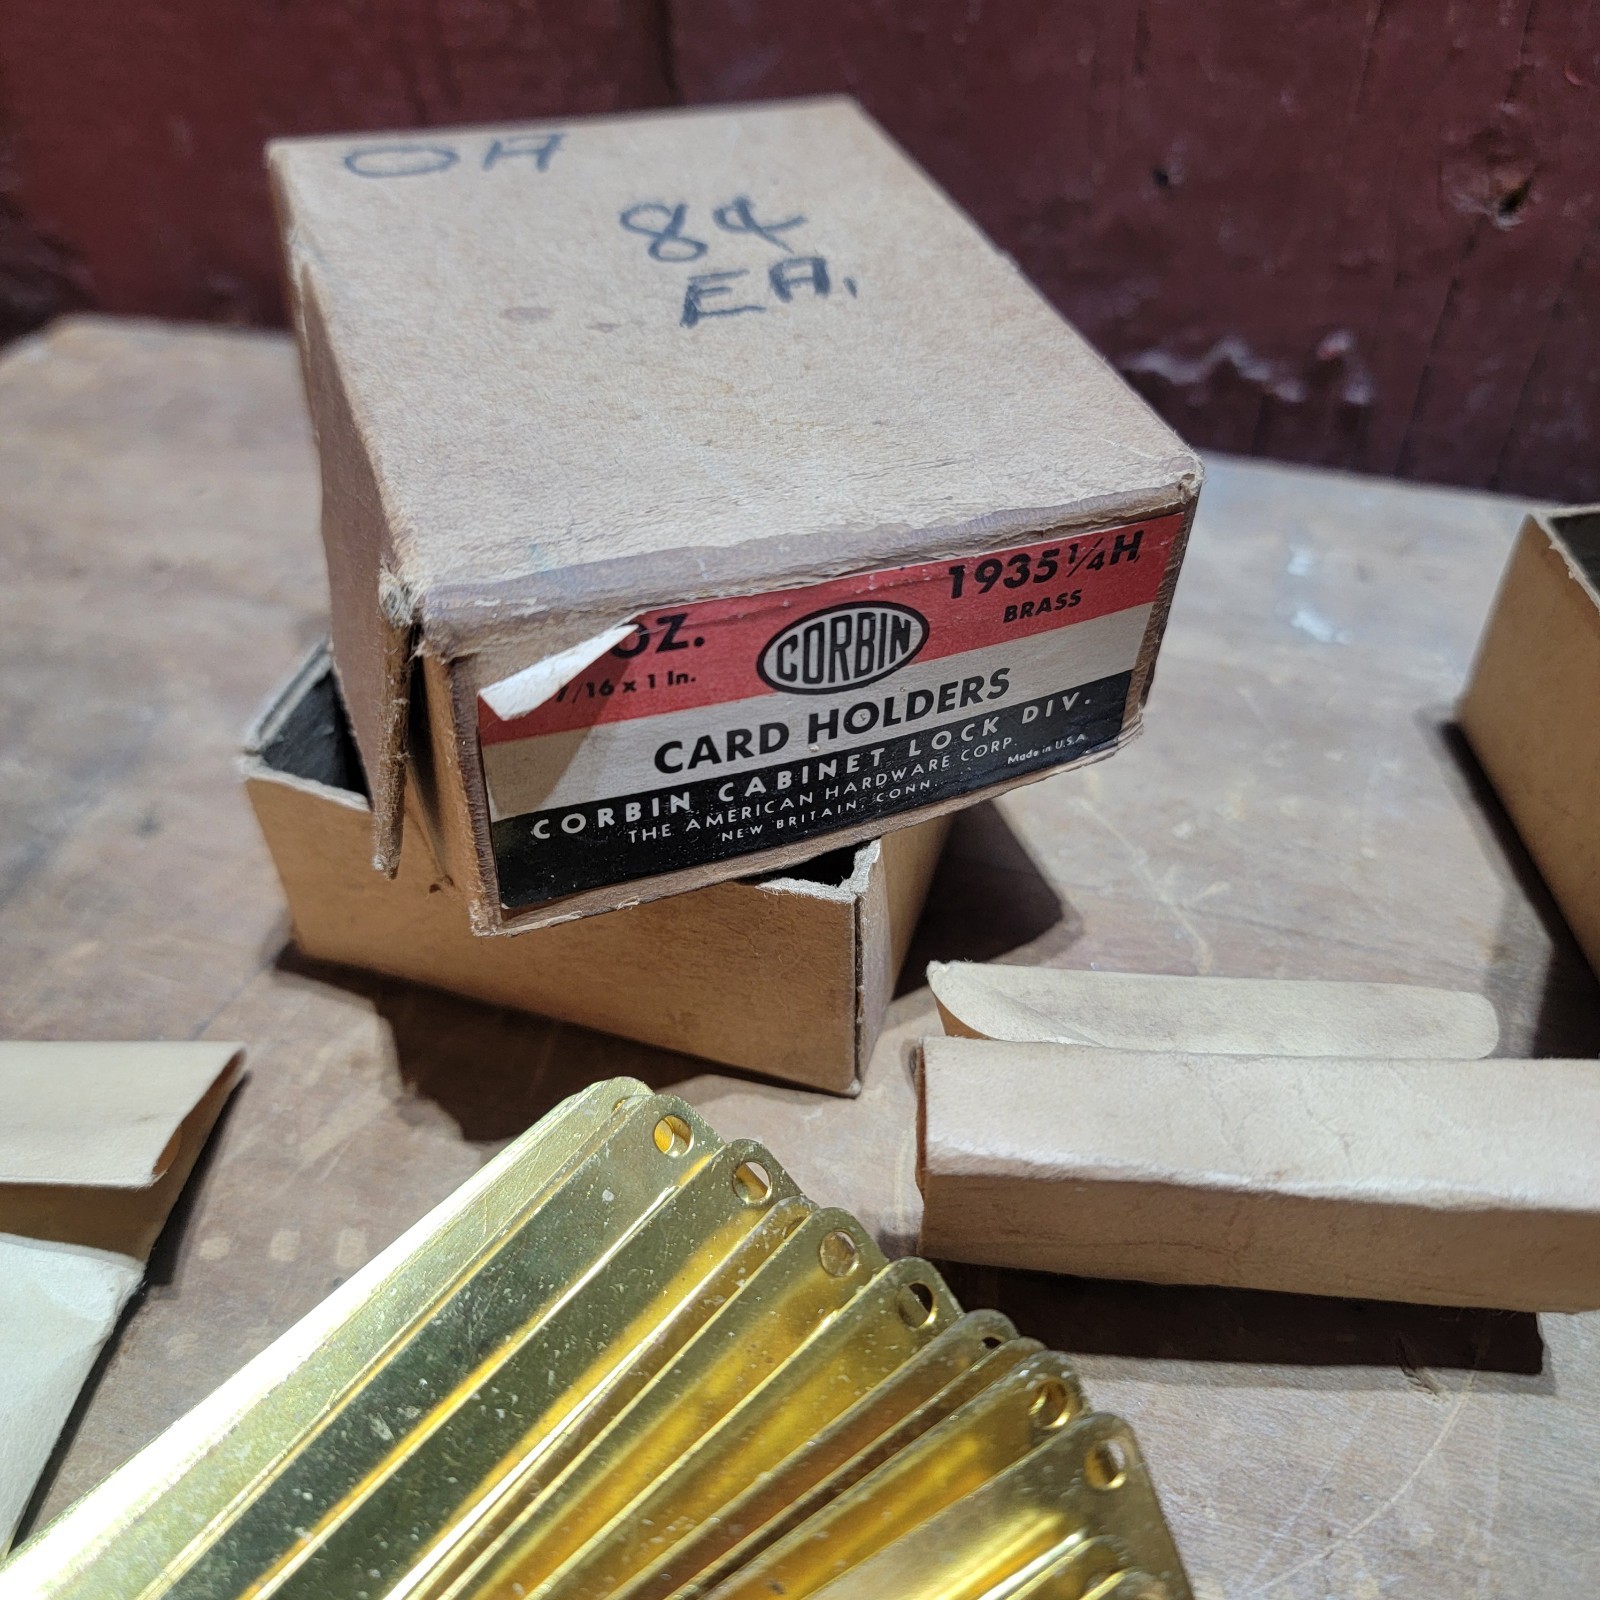 OA
8¢
EA.
OZ.
7/16 x 1 In.
CORBIN
1935¼H
BRASS
CARD HOLDERS
CORBIN CABINET LOCK DIV.
THE AMERICAN HARDWARE CORP.
NEW BRITAIN, CONN.
Made in U.S.A.